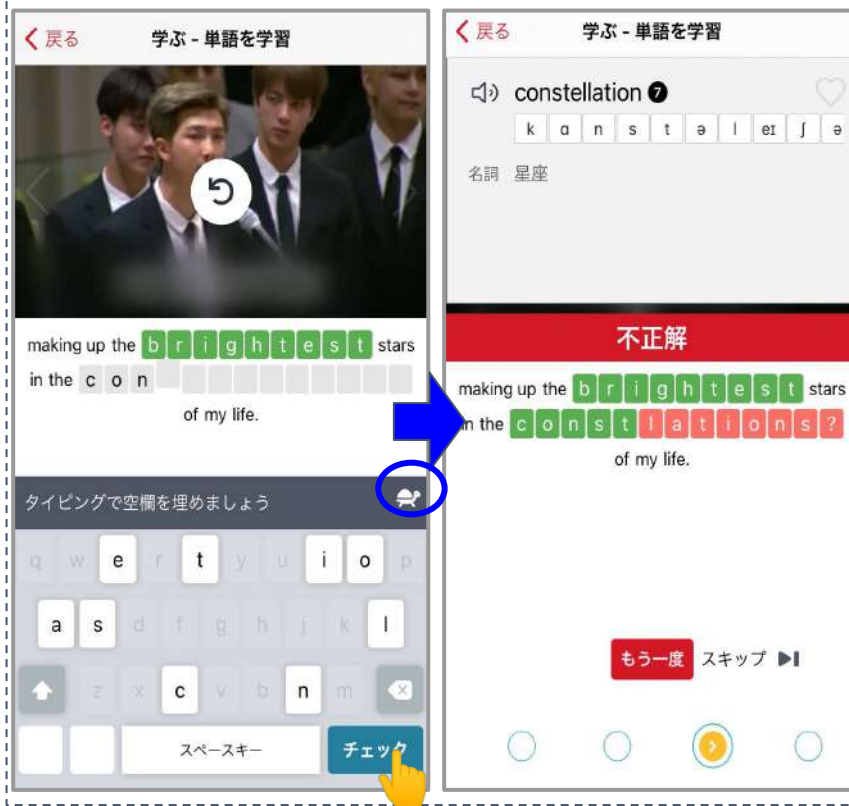 戻る 学ぶ - 単語を学習
making up the brightest stars
in the con
of my life.
タイピングで空欄を埋めましょう
q w e r t y u i o p
a s d f g h j k l
z x c v b n m
スペースキー チェック
戻る 学ぶ - 単語を学習
constellation 7
k ɑ n s t ə l eɪ ʃ ə
名詞 星座
不正解
making up the brightest stars
in the constlations?
of my life.
もう一度 スキップ